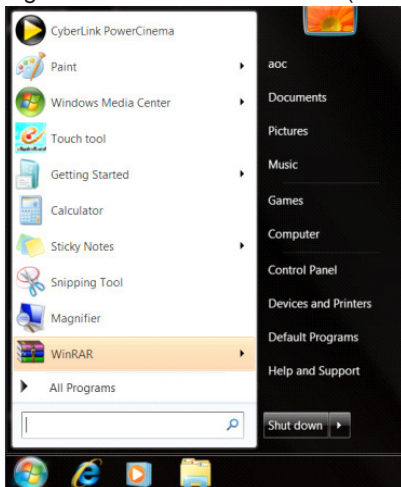 CyberLink PowerCinema
Paint
Windows Media Center
Touch tool
Getting Started
Calculator
Sticky Notes
Snipping Tool
Magnifier
WinRAR
All Programs
aoc
Documents
Pictures
Music
Games
Computer
Control Panel
Devices and Printers
Default Programs
Help and Support
Shut down